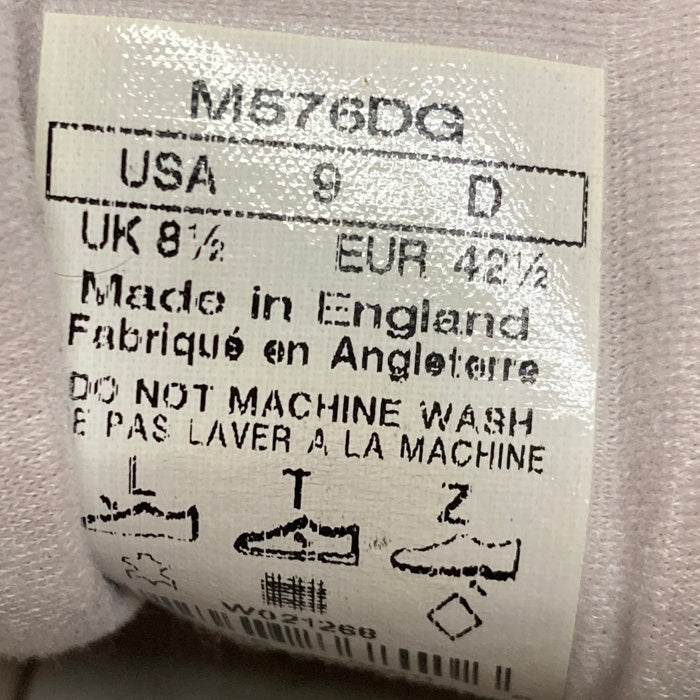 M576DG
USA 9 D
UK 8½ EUR 42½
Made in England
Fabriqué en Angleterre
DO NOT MACHINE WASH
E PAS LAVER A LA MACHINE
L T Z
W021268